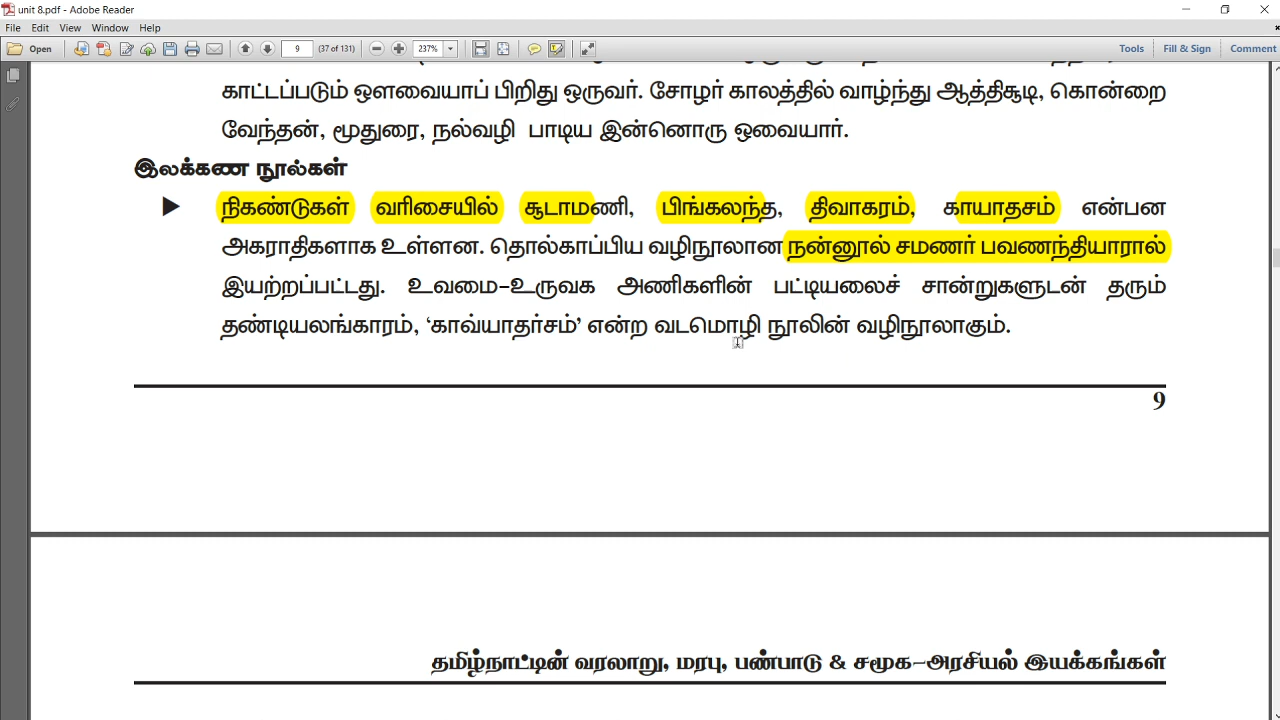 unit 8.pdf - Adobe Reader
File Edit View Window Help
Open 9 (37 of 131) 237% Tools Fill & Sign Comment
காட்டப்படும் ஔவையாப் பிறிது ஒருவர். சோழர் காலத்தில் வாழ்ந்து ஆத்திசூடி, கொன்றை
வேந்தன், மூதுரை, நல்வழி பாடிய இன்னொரு ஒவையார்.
இலக்கண நூல்கள்
▶ நிகண்டுகள் வரிசையில் சூடாமணி, பிங்கலந்த, திவாகரம், காயாதசம் என்பன
அகராதிகளாக உள்ளன. தொல்காப்பிய வழிநூலான நன்னூல் சமணர் பவணந்தியாரால்
இயற்றப்பட்டது. உவமை-உருவக அணிகளின் பட்டியலைச் சான்றுகளுடன் தரும்
தண்டியலங்காரம், ‘காவ்யாதர்சம்’ என்ற வடமொழி நூலின் வழிநூலாகும்.
9
தமிழ்நாட்டின் வரலாறு, மரபு, பண்பாடு & சமூக-அரசியல் இயக்கங்கள்